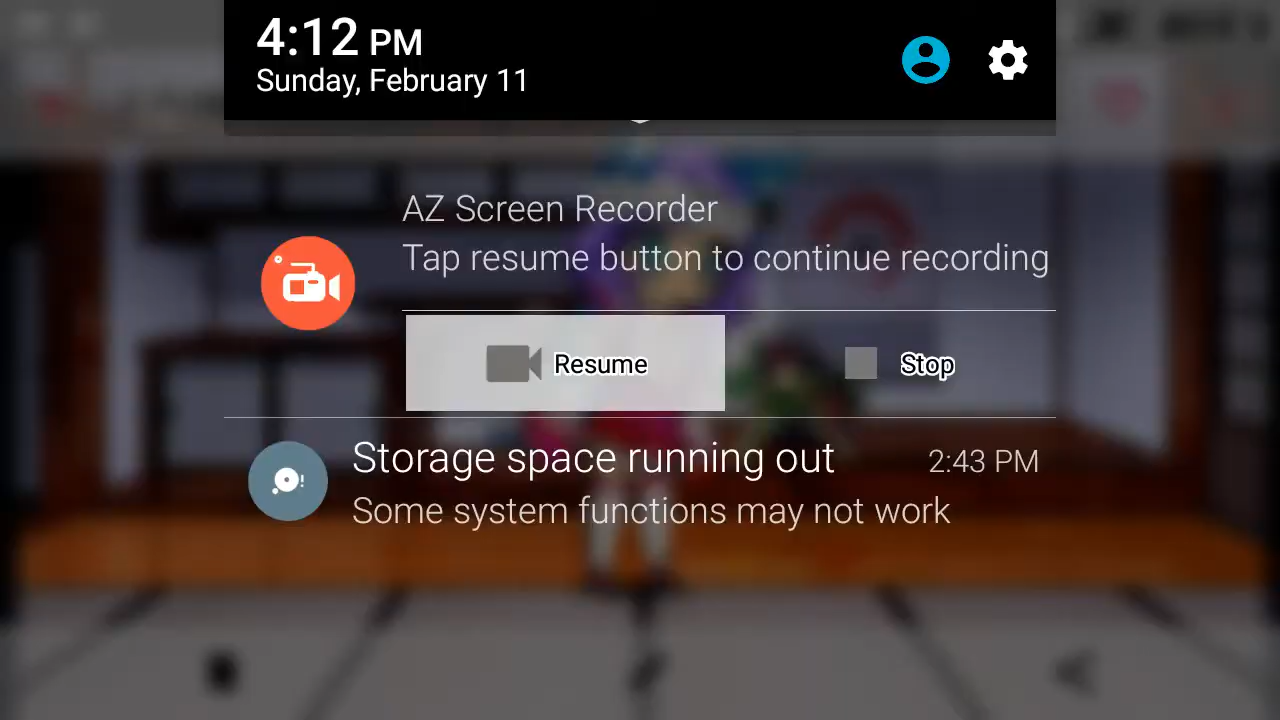 4:12 PM
Sunday, February 11
AZ Screen Recorder
Tap resume button to continue recording
Resume
Stop
Storage space running out
2:43 PM
Some system functions may not work